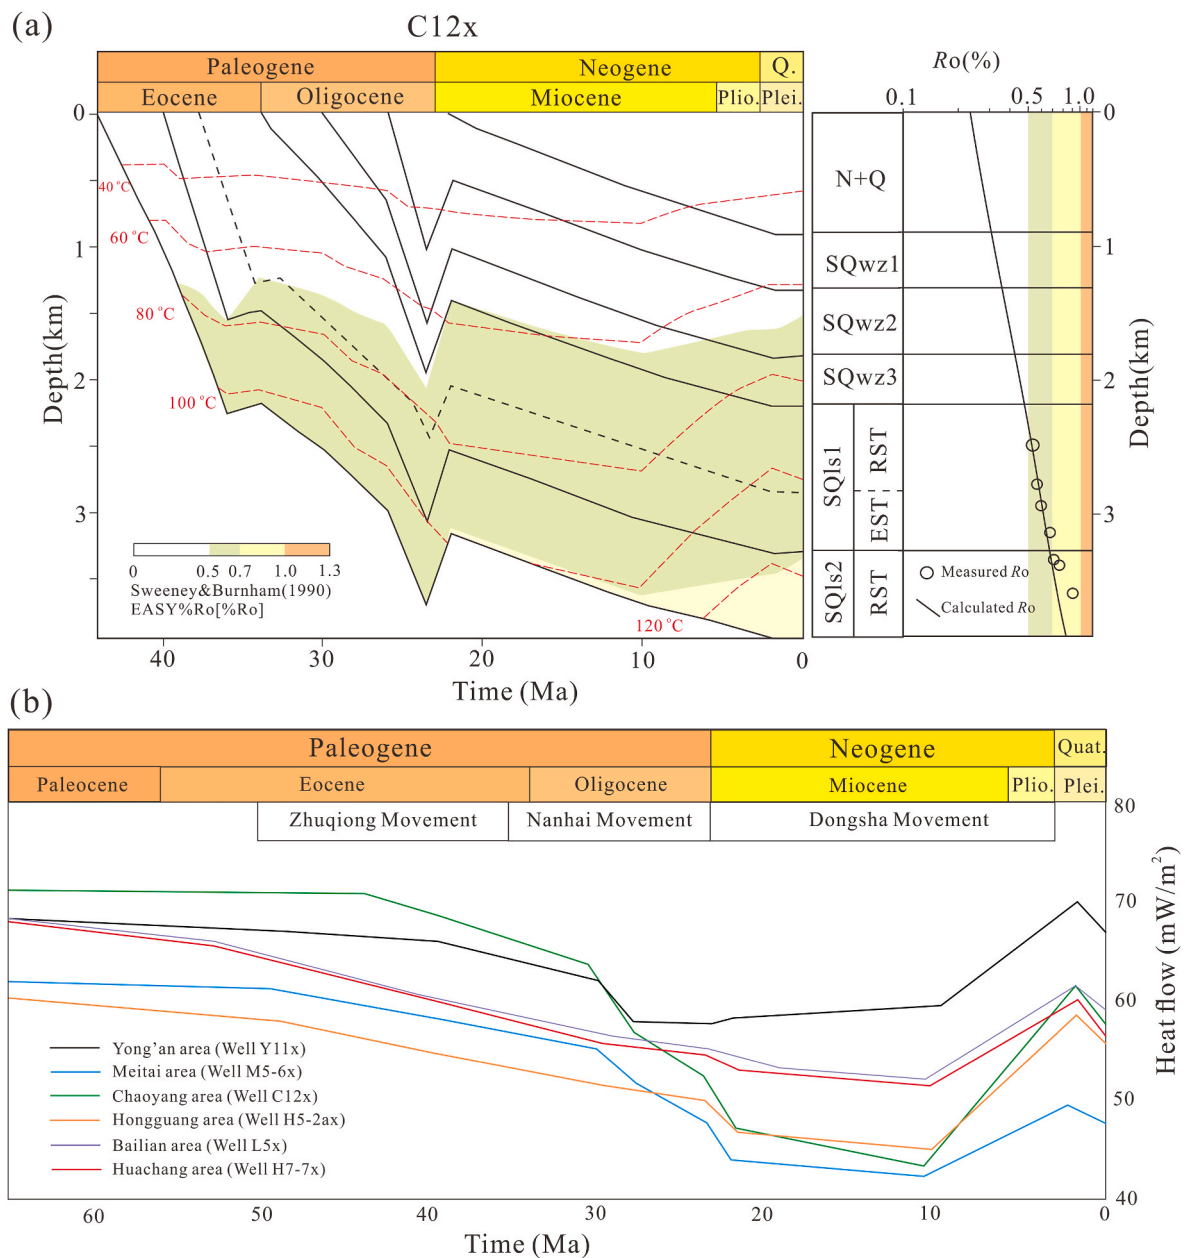 (a)
C12x
Paleogene
Neogene
Q.
Eocene
Oligocene
Miocene
Plio.
Plei.
Ro(%)
0.1
0.5
1.0
0
1
2
3
Depth(km)
40 °C
60 °C
80 °C
100 °C
120 °C
0
0.5
0.7
1.0
1.3
Sweeney&Burnham(1990)
EASY%Ro[%Ro]
40
30
20
10
0
Time (Ma)
N+Q
SQwz1
SQwz2
SQwz3
SQls1
RST
EST
SQls2
RST
Measured Ro
Calculated Ro
0
1
2
3
Depth(km)
(b)
Paleogene
Neogene
Quat.
Paleocene
Eocene
Oligocene
Miocene
Plio.
Plei.
Zhuqiong Movement
Nanhai Movement
Dongsha Movement
80
70
60
50
40
Heat flow (mW/m²)
Yong'an area (Well Y11x)
Meitai area (Well M5-6x)
Chaoyang area (Well C12x)
Hongguang area (Well H5-2ax)
Bailian area (Well L5x)
Huachang area (Well H7-7x)
60
50
40
30
20
10
0
Time (Ma)